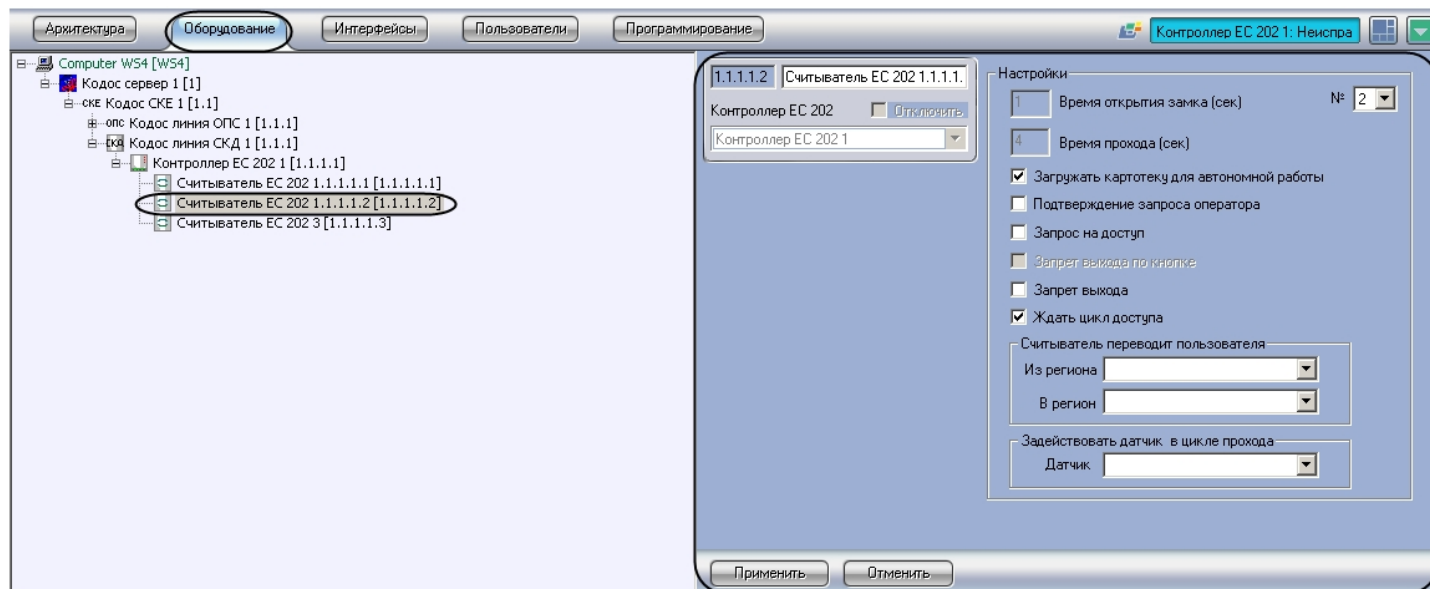 Архитектура Оборудование Интерфейсы Пользователи Программирование Контроллер ЕС 202 1: Неиспра
Computer WS4 [WS4]
Кодос сервер 1 [1]
СКЕ Кодос СКЕ 1 [1.1]
ОПС Кодос линия ОПС 1 [1.1.1]
СКД Кодос линия СКД 1 [1.1.1]
Контроллер ЕС 202 1 [1.1.1.1]
Считыватель ЕС 202 1.1.1.1.1 [1.1.1.1.1]
Считыватель ЕС 202 1.1.1.1.2 [1.1.1.1.2]
Считыватель ЕС 202 3 [1.1.1.1.3]
1.1.1.1.2 Считыватель ЕС 202 1.1.1.1.
Контроллер ЕС 202 Отключить
Контроллер ЕС 202 1
Настройки
1 Время открытия замка (сек) № 2
4 Время прохода (сек)
Загружать картотеку для автономной работы
Подтверждение запроса оператора
Запрос на доступ
Запрет выхода по кнопке
Запрет выхода
Ждать цикл доступа
Считыватель переводит пользователя
Из региона
В регион
Задействовать датчик в цикле прохода
Датчик
Применить Отменить